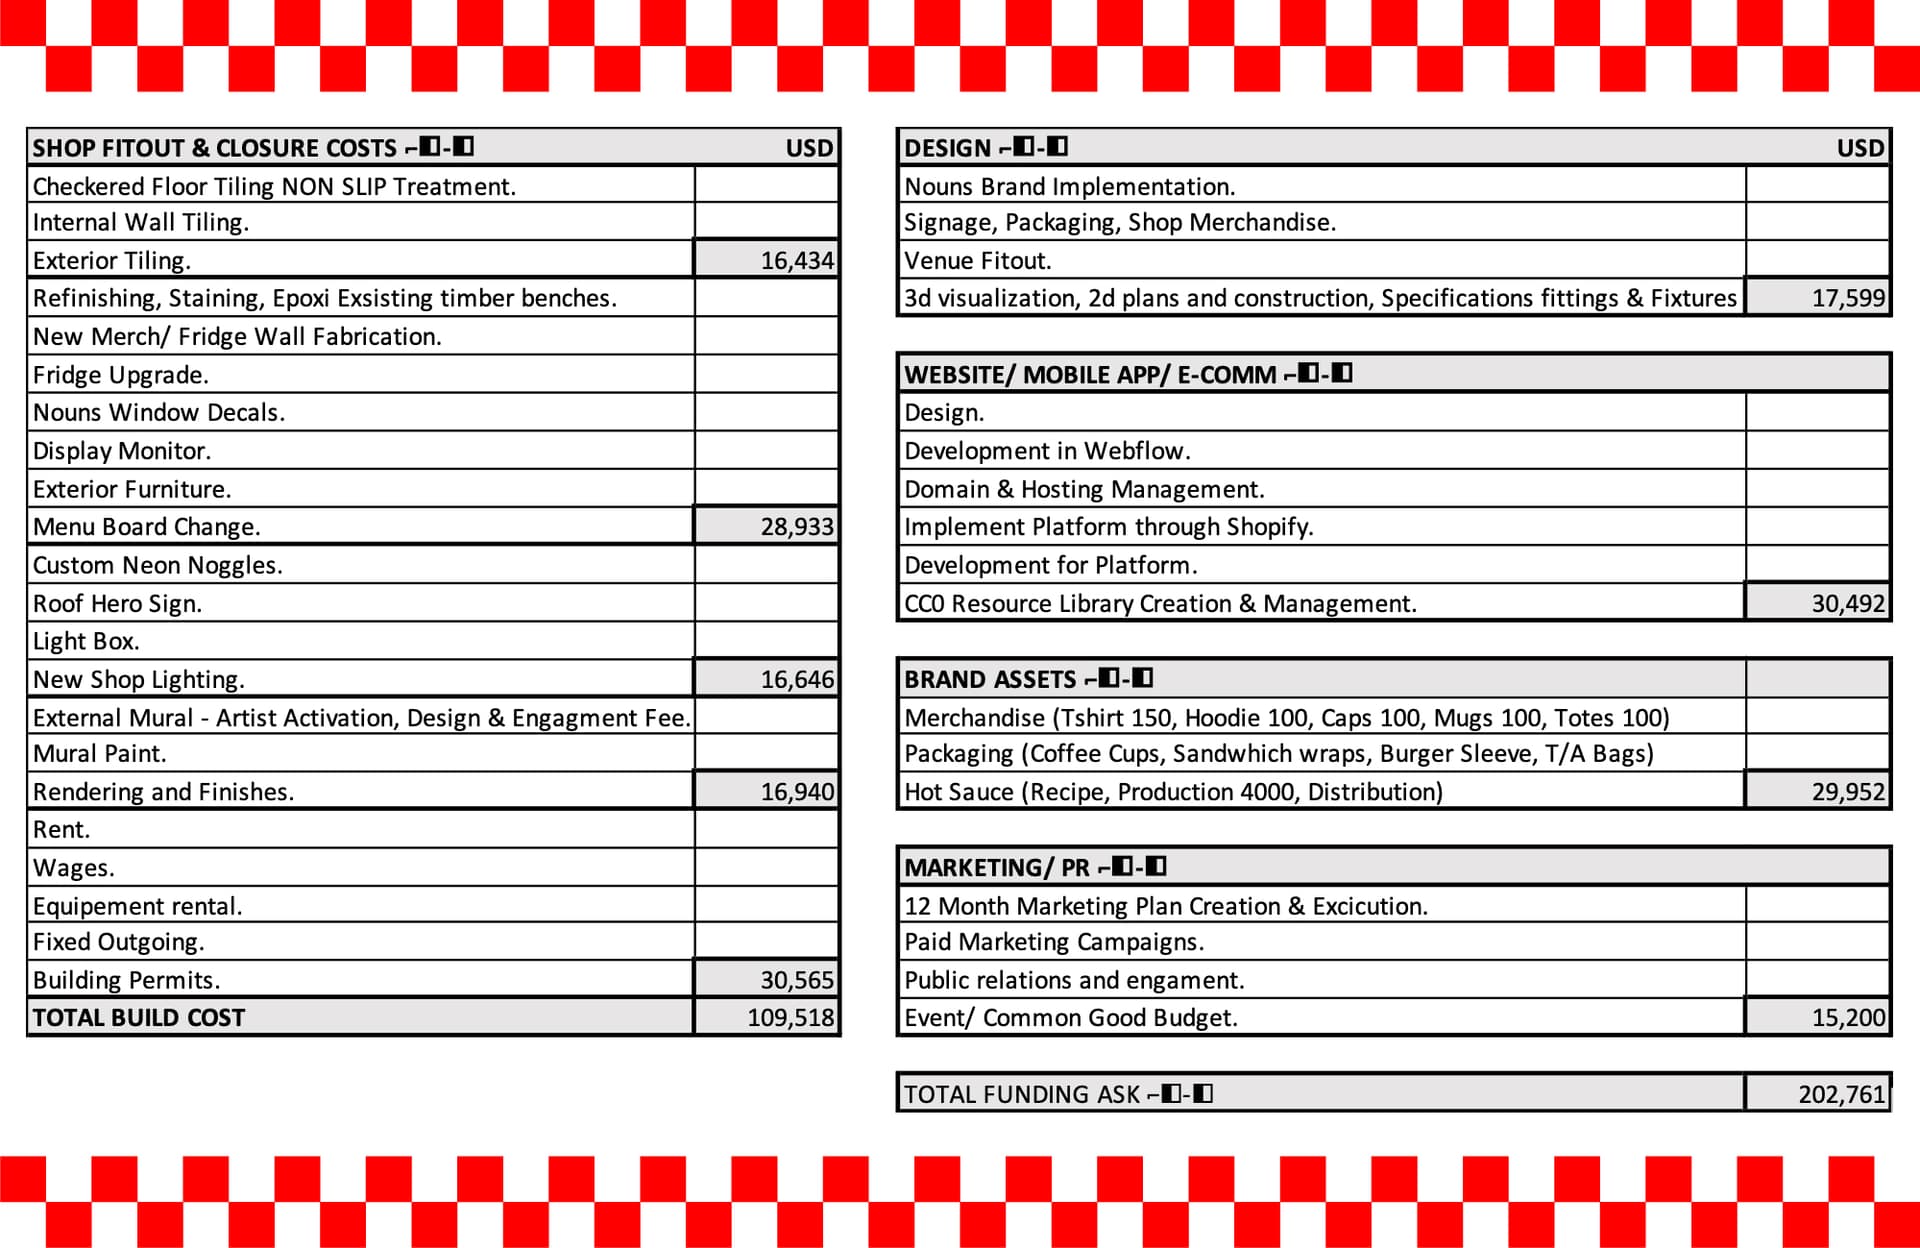 SHOP FITOUT & CLOSURE COSTS ⌐◧-◧ USD
Checkered Floor Tiling NON SLIP Treatment.
Internal Wall Tiling.
Exterior Tiling. 16,434
Refinishing, Staining, Epoxi Exsisting timber benches.
New Merch/ Fridge Wall Fabrication.
Fridge Upgrade.
Nouns Window Decals.
Display Monitor.
Exterior Furniture.
Menu Board Change. 28,933
Custom Neon Noggles.
Roof Hero Sign.
Light Box.
New Shop Lighting. 16,646
External Mural - Artist Activation, Design & Engagment Fee.
Mural Paint.
Rendering and Finishes. 16,940
Rent.
Wages.
Equipement rental.
Fixed Outgoing.
Building Permits. 30,565
TOTAL BUILD COST 109,518
DESIGN ⌐◧-◧ USD
Nouns Brand Implementation.
Signage, Packaging, Shop Merchandise.
Venue Fitout.
3d visualization, 2d plans and construction, Specifications fittings & Fixtures 17,599
WEBSITE/ MOBILE APP/ E-COMM ⌐◧-◧
Design.
Development in Webflow.
Domain & Hosting Management.
Implement Platform through Shopify.
Development for Platform.
CC0 Resource Library Creation & Management. 30,492
BRAND ASSETS ⌐◧-◧
Merchandise (Tshirt 150, Hoodie 100, Caps 100, Mugs 100, Totes 100)
Packaging (Coffee Cups, Sandwhich wraps, Burger Sleeve, T/A Bags)
Hot Sauce (Recipe, Production 4000, Distribution) 29,952
MARKETING/ PR ⌐◧-◧
12 Month Marketing Plan Creation & Excicution.
Paid Marketing Campaigns.
Public relations and engament.
Event/ Common Good Budget. 15,200
TOTAL FUNDING ASK ⌐◧-◧ 202,761